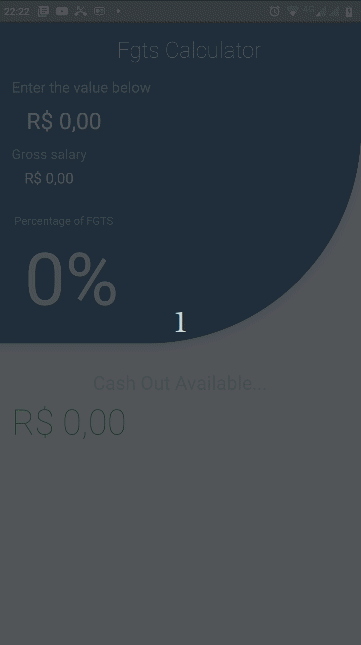 22:22
4G
Fgts Calculator
Enter the value below
R$ 0,00
Gross salary
R$ 0,00
Percentage of FGTS
0%
1
Cash Out Available...
R$ 0,00